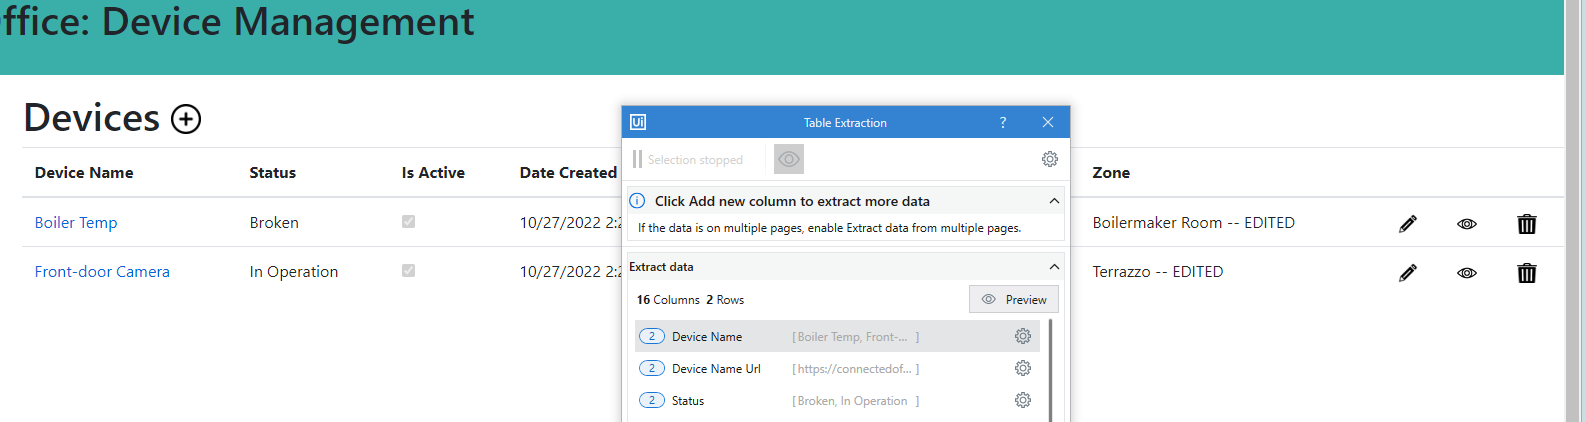 ffice: Device Management
Devices
Device Name Status Is Active Date Created Zone
Boiler Temp Broken 10/27/2022 2:2 Boilermaker Room -- EDITED
Front-door Camera In Operation 10/27/2022 2:2 Terrazzo -- EDITED
Ui Table Extraction ?
Selection stopped
Click Add new column to extract more data
If the data is on multiple pages, enable Extract data from multiple pages.
Extract data
16 Columns 2 Rows Preview
2 Device Name [ Boiler Temp, Front-... ]
2 Device Name Url [ https://connectedof... ]
2 Status [ Broken, In Operation ]